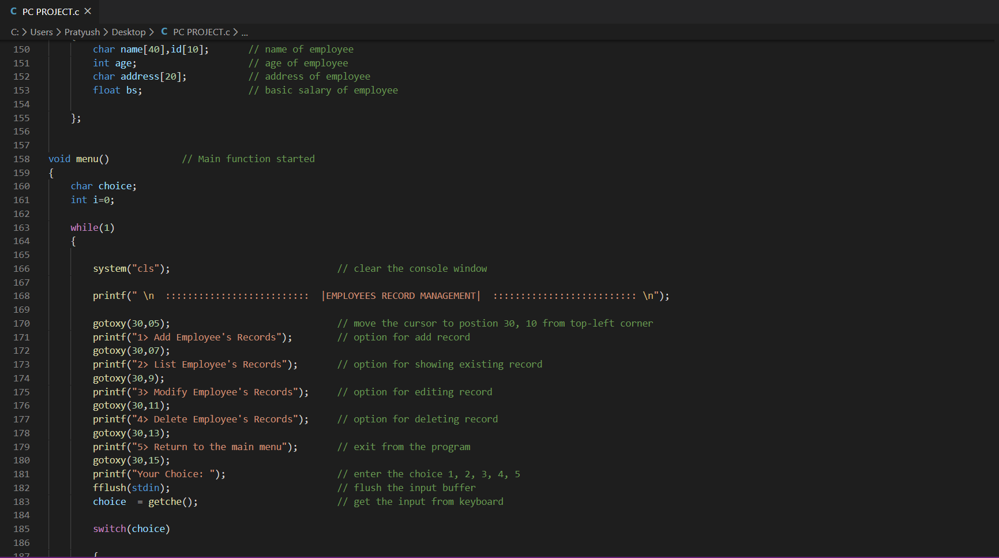 C PC PROJECT.c ×
C: > Users > Pratyush > Desktop > C PC PROJECT.c > ...
150 char name[40],id[10]; // name of employee
151 int age; // age of employee
152 char address[20]; // address of employee
153 float bs; // basic salary of employee
154
155 };
156
157
158 void menu() // Main function started
159 {
160 char choice;
161 int i=0;
162
163 while(1)
164 {
165
166 system("cls"); // clear the console window
167
168 printf(" \n :::::::::::::::::::::::::: |EMPLOYEES RECORD MANAGEMENT| :::::::::::::::::::::::::: \n");
169
170 gotoxy(30,05); // move the cursor to postion 30, 10 from top-left corner
171 printf("1> Add Employee's Records"); // option for add record
172 gotoxy(30,07);
173 printf("2> List Employee's Records"); // option for showing existing record
174 gotoxy(30,9);
175 printf("3> Modify Employee's Records"); // option for editing record
176 gotoxy(30,11);
177 printf("4> Delete Employee's Records"); // option for deleting record
178 gotoxy(30,13);
179 printf("5> Return to the main menu"); // exit from the program
180 gotoxy(30,15);
181 printf("Your Choice: "); // enter the choice 1, 2, 3, 4, 5
182 fflush(stdin); // flush the input buffer
183 choice = getche(); // get the input from keyboard
184
185 switch(choice)
186
187 {